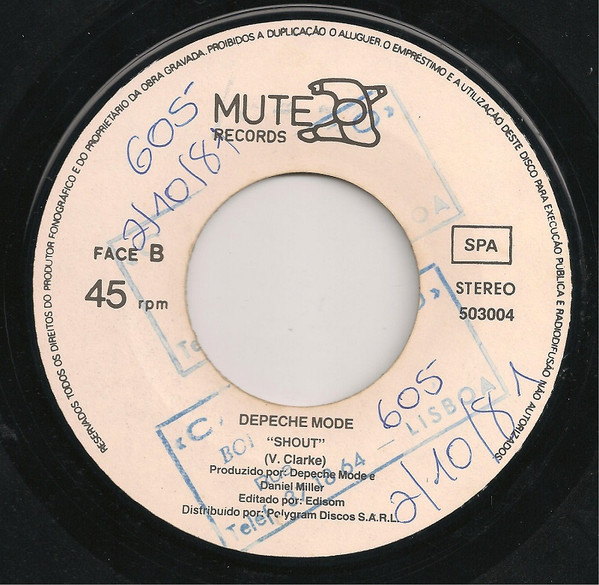 RESERVADOS TODOS OS DIREITOS DO PRODUTOR FONOGRÁFICO E DO PROPRIETÁRIO DA OBRA GRAVADA. PROIBIDOS A DUPLICAÇÃO O ALUGUER, O EMPRÉSTIMO E A UTILIZAÇÃO DESTE DISCO PARA EXECUÇÃO PÚBLICA E RADIODIFUSÃO NÃO AUTORIZADOS
MUTE
RECORDS
605
2/10/81
FACE B
45 rpm
SPA
STEREO
503004
DEPECHE MODE
"SHOUT"
(V. Clarke)
Produzido por: Depeche Mode e
Daniel Miller
Editado por: Edisom
Distribuído por: Polygram Discos S.A.R.L.
605
2/10/81
LISBOA
Telef.